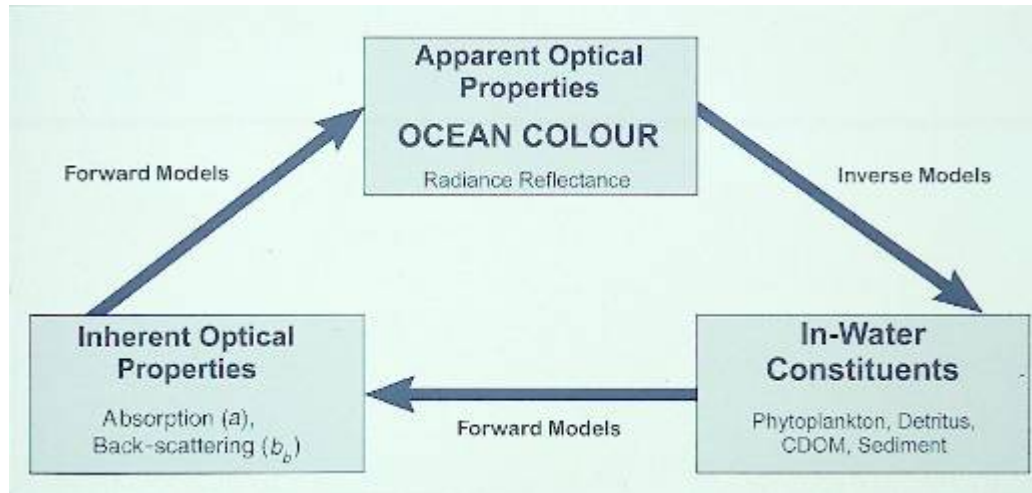 Apparent Optical
Properties
OCEAN COLOUR
Radiance Reflectance
Forward Models
Inverse Models
Inherent Optical
Properties
Absorption (a),
Back-scattering (b_b)
In-Water
Constituents
Phytoplankton, Detritus,
CDOM, Sediment
Forward Models